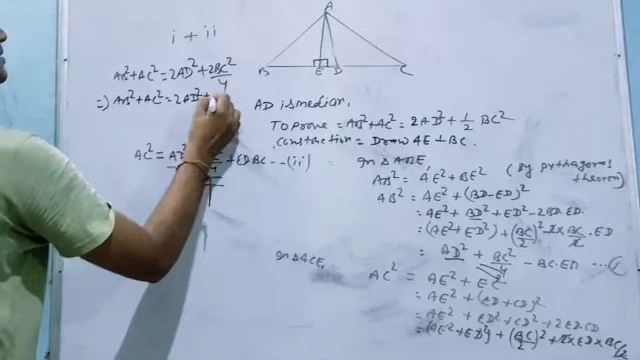 i + ii
AB²+AC² = 2AD² + 2BC²/4
=) AB²+AC² = 2AD² +
AC² = + ED BC -- (ii)
A
B E D C
AD is median,
To prove = AB² + AC² = 2AD² + 1/2 BC²
constraction = Draw AE ⊥ BC.
In △ABE,
AB² = AE² + BE² (By pythagoras theorem)
AB² = AE² + (BD-ED)²
= AE² + BD² + ED² - 2BD.ED.
= (AE² + ED²) + (BC/2)² - 2 x BC/2 . ED
= AD² + BC²/4 - BC.ED ---
In △ACE,
AC² = AE² + EC²
= AE² + (ED + CD)²
= AE² + ED² + CD² + 2ED.CD
= (AE² + ED²) + (BC/2)² + 2 x ED x BC/2